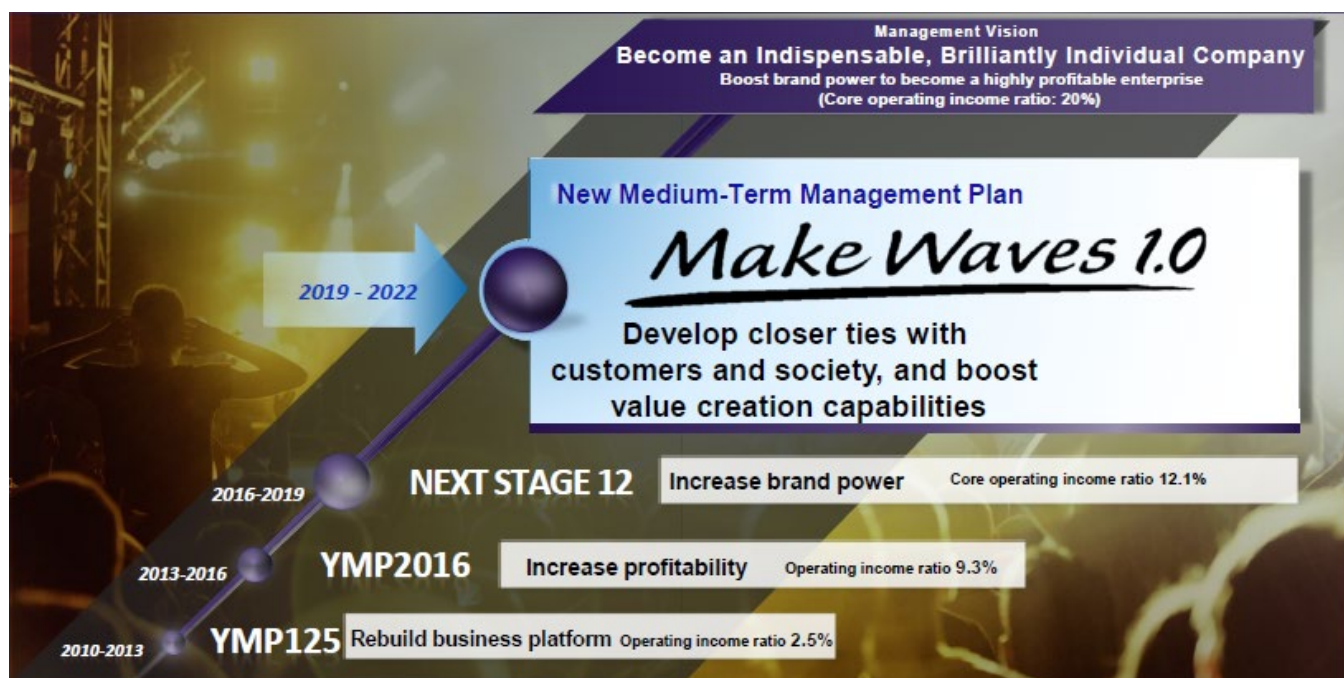 Management Vision
Become an Indispensable, Brilliantly Individual Company
Boost brand power to become a highly profitable enterprise
(Core operating income ratio: 20%)
New Medium-Term Management Plan
Make Waves 1.0
2019 - 2022
Develop closer ties with
customers and society, and boost
value creation capabilities
2016-2019 NEXT STAGE 12 Increase brand power Core operating income ratio 12.1%
2013-2016 YMP2016 Increase profitability Operating income ratio 9.3%
2010-2013 YMP125 Rebuild business platform Operating income ratio 2.5%